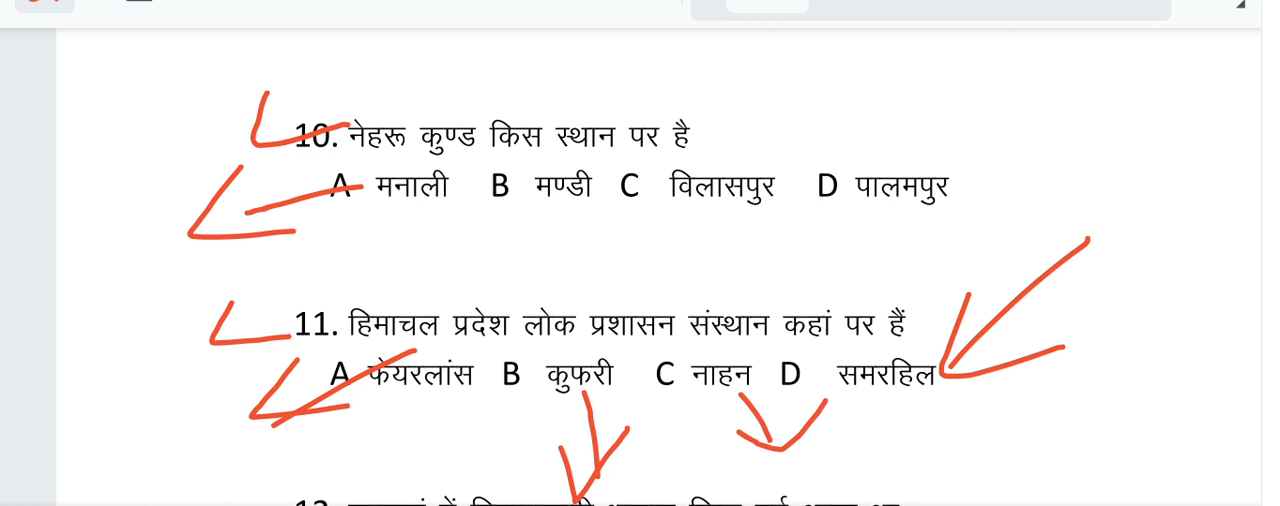 10. नेहरू कुण्ड किस स्थान पर है
A मनाली B मण्डी C विलासपुर D पालमपुर
11. हिमाचल प्रदेश लोक प्रशासन संस्थान कहां पर हैं
A फेयरलांस B कुफरी C नाहन D समरहिल